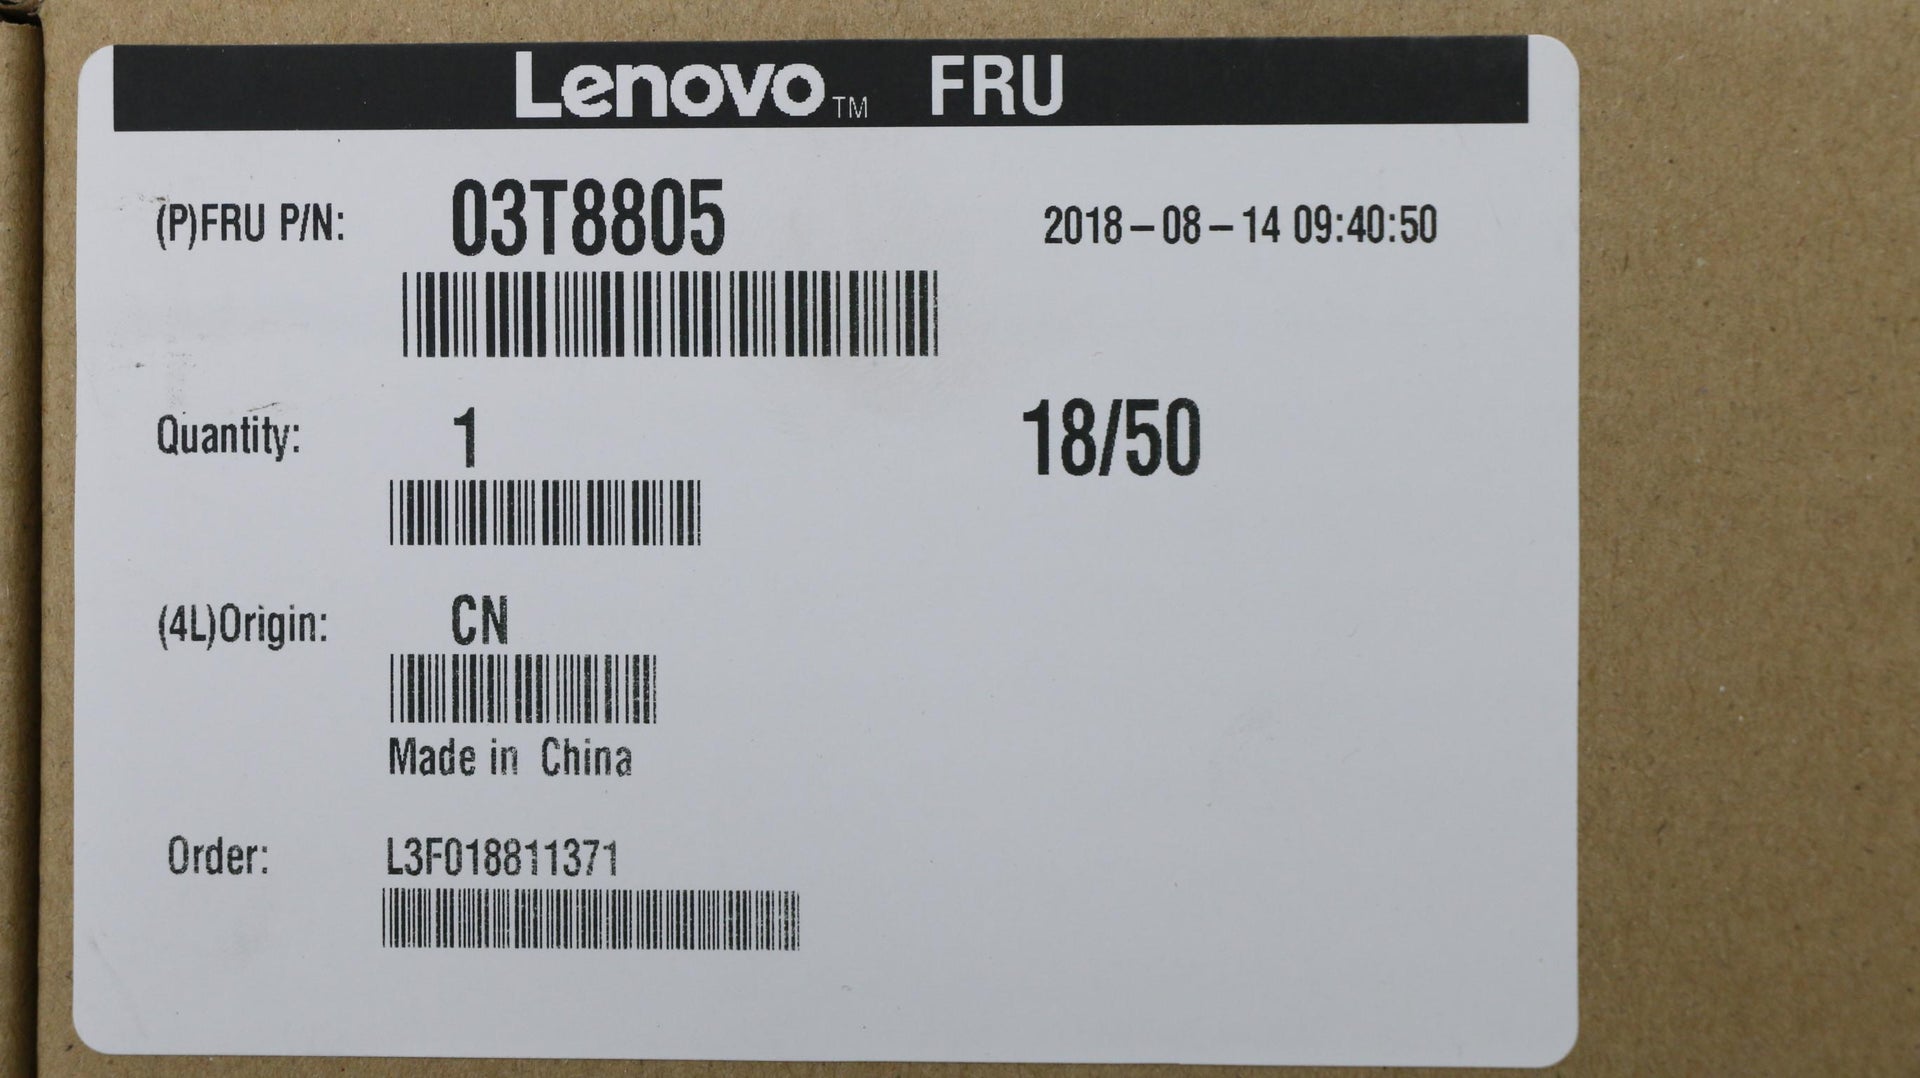 Lenovo™ FRU
(P)FRU P/N: 03T8805 2018-08-14 09:40:50
Quantity: 1 18/50
(4L)Origin: CN
Made in China
Order: L3F018811371